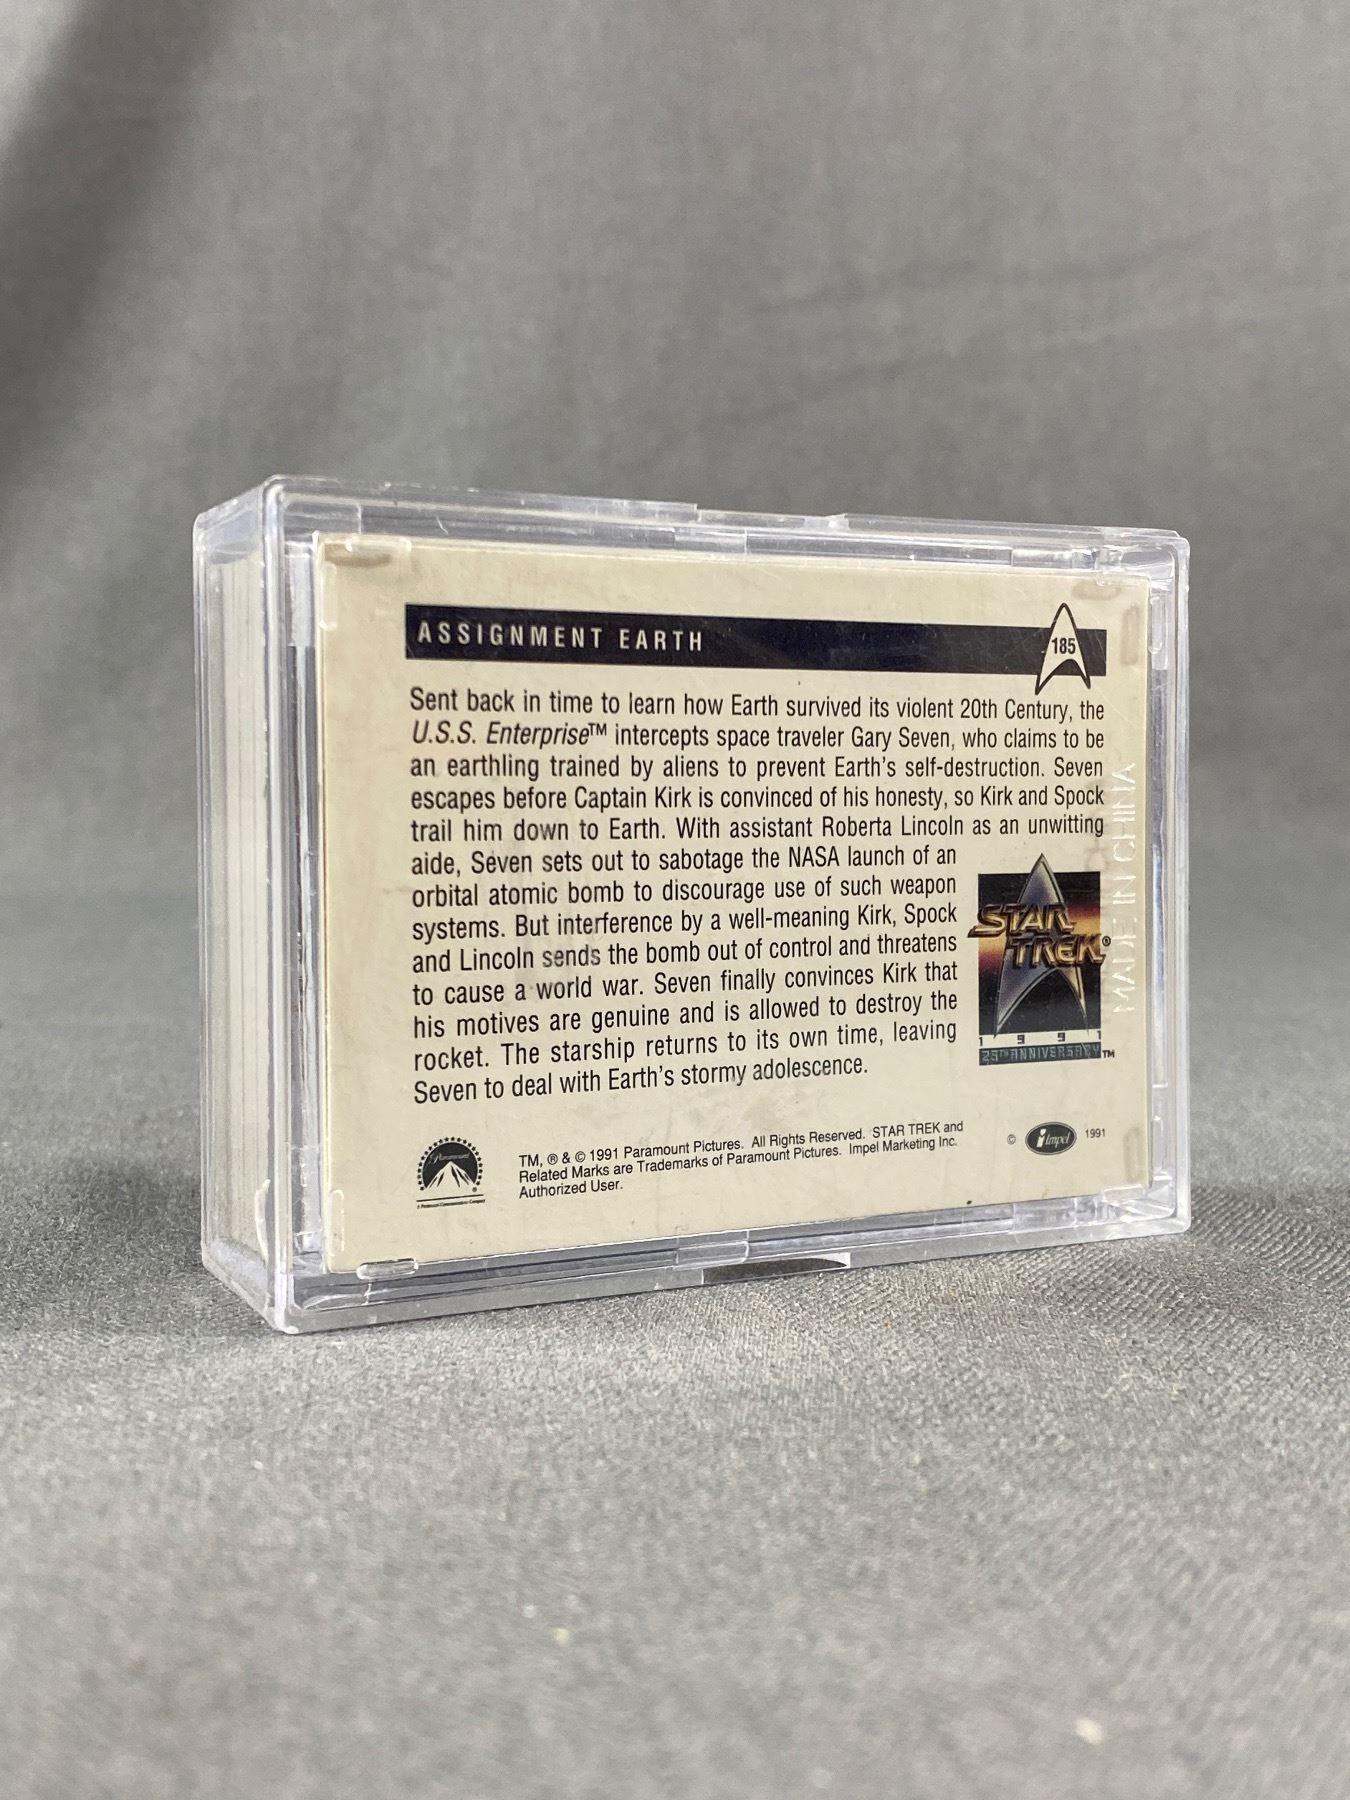 ASSIGNMENT EARTH
185
Sent back in time to learn how Earth survived its violent 20th Century, the
U.S.S. Enterprise™ intercepts space traveler Gary Seven, who claims to be
an earthling trained by aliens to prevent Earth's self-destruction. Seven
escapes before Captain Kirk is convinced of his honesty, so Kirk and Spock
trail him down to Earth. With assistant Roberta Lincoln as an unwitting
aide, Seven sets out to sabotage the NASA launch of an
orbital atomic bomb to discourage use of such weapon
systems. But interference by a well-meaning Kirk, Spock
and Lincoln sends the bomb out of control and threatens
to cause a world war. Seven finally convinces Kirk that
his motives are genuine and is allowed to destroy the
rocket. The starship returns to its own time, leaving
Seven to deal with Earth's stormy adolescence.
STAR
TREK®
1991
25TH ANNIVERSARY™
MADE IN CHINA
Paramount
A Paramount Communications Company
TM, ® & © 1991 Paramount Pictures. All Rights Reserved. STAR TREK and
Related Marks are Trademarks of Paramount Pictures. Impel Marketing Inc.
Authorized User.
© Impel 1991